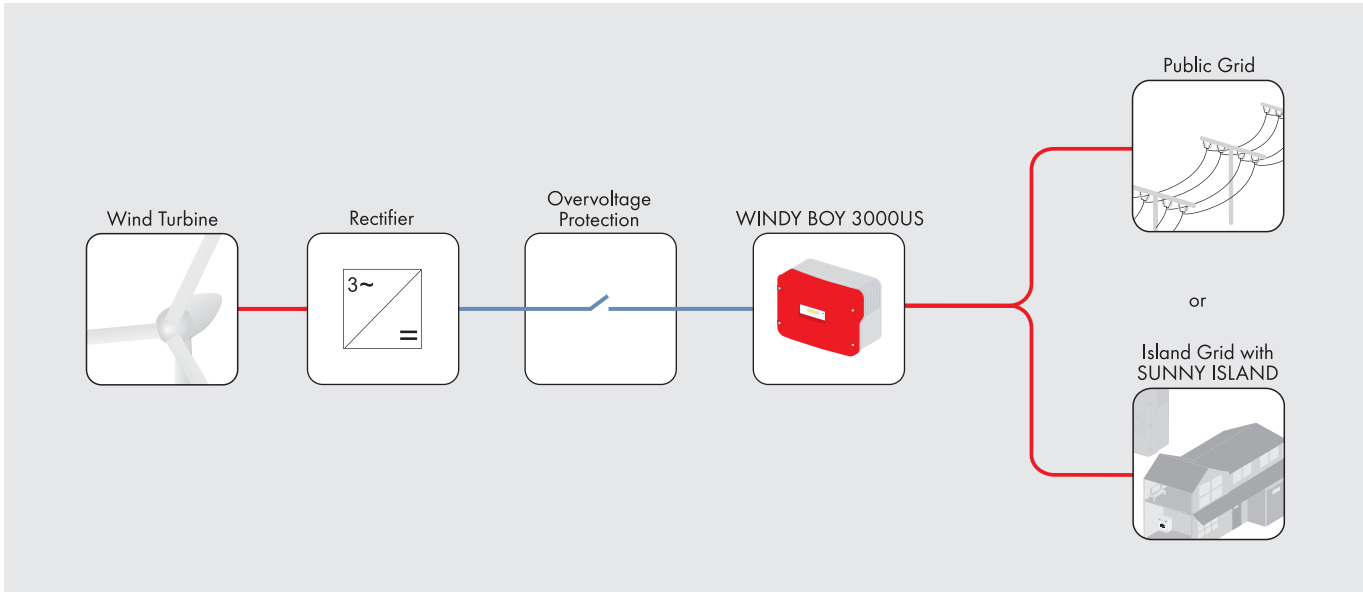 Public Grid
Wind Turbine
Rectifier
Overvoltage
Protection
WINDY BOY 3000US
3~
=
or
Island Grid with
SUNNY ISLAND